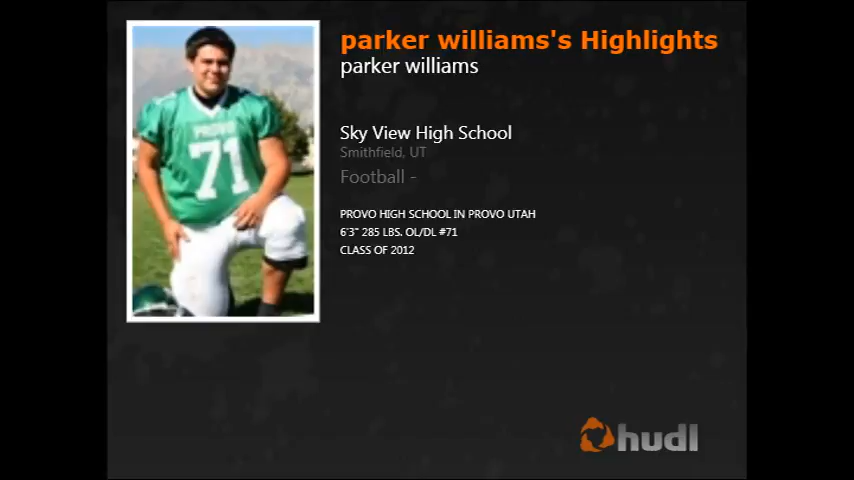 parker williams's Highlights
parker williams
Sky View High School
Smithfield, UT
Football -
PROVO HIGH SCHOOL IN PROVO UTAH
6'3" 285 LBS. OL/DL #71
CLASS OF 2012
PROVO
71
hudl